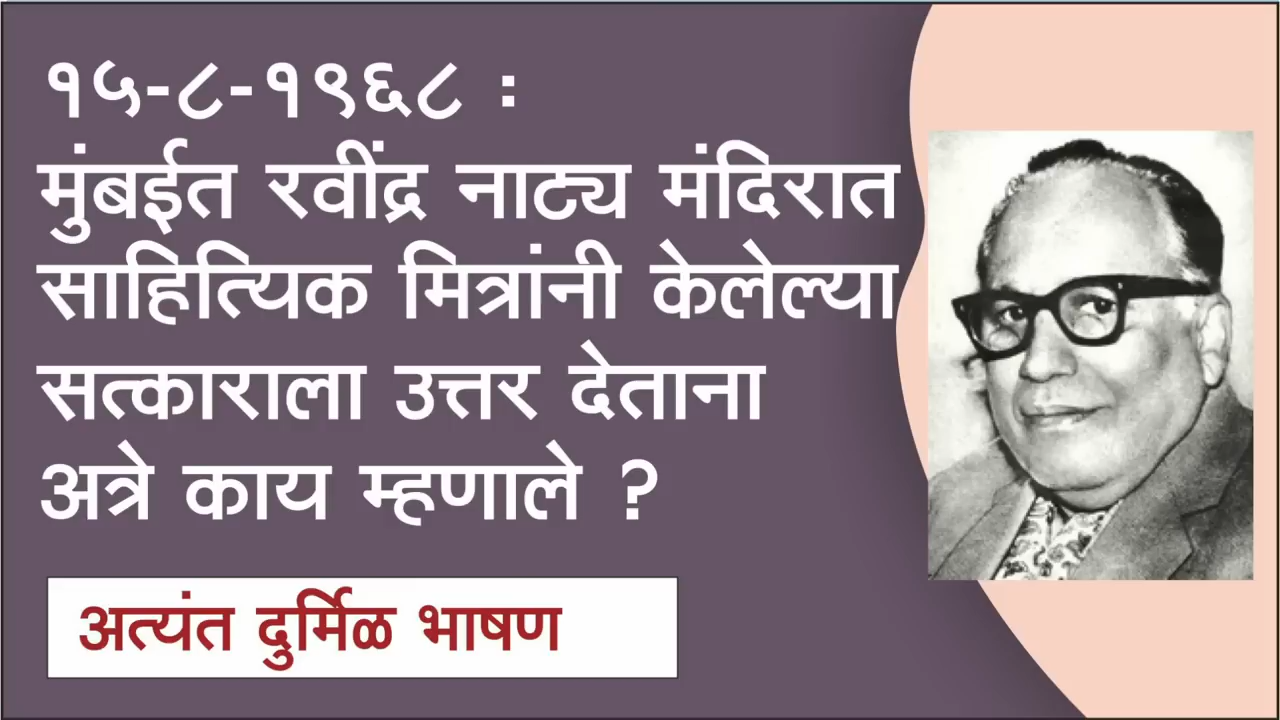 १५-८-१९६८ :
मुंबईत रवींद्र नाट्य मंदिरात
साहित्यिक मित्रांनी केलेल्या
सत्काराला उत्तर देताना
अत्रे काय म्हणाले ?
अत्यंत दुर्मिळ भाषण